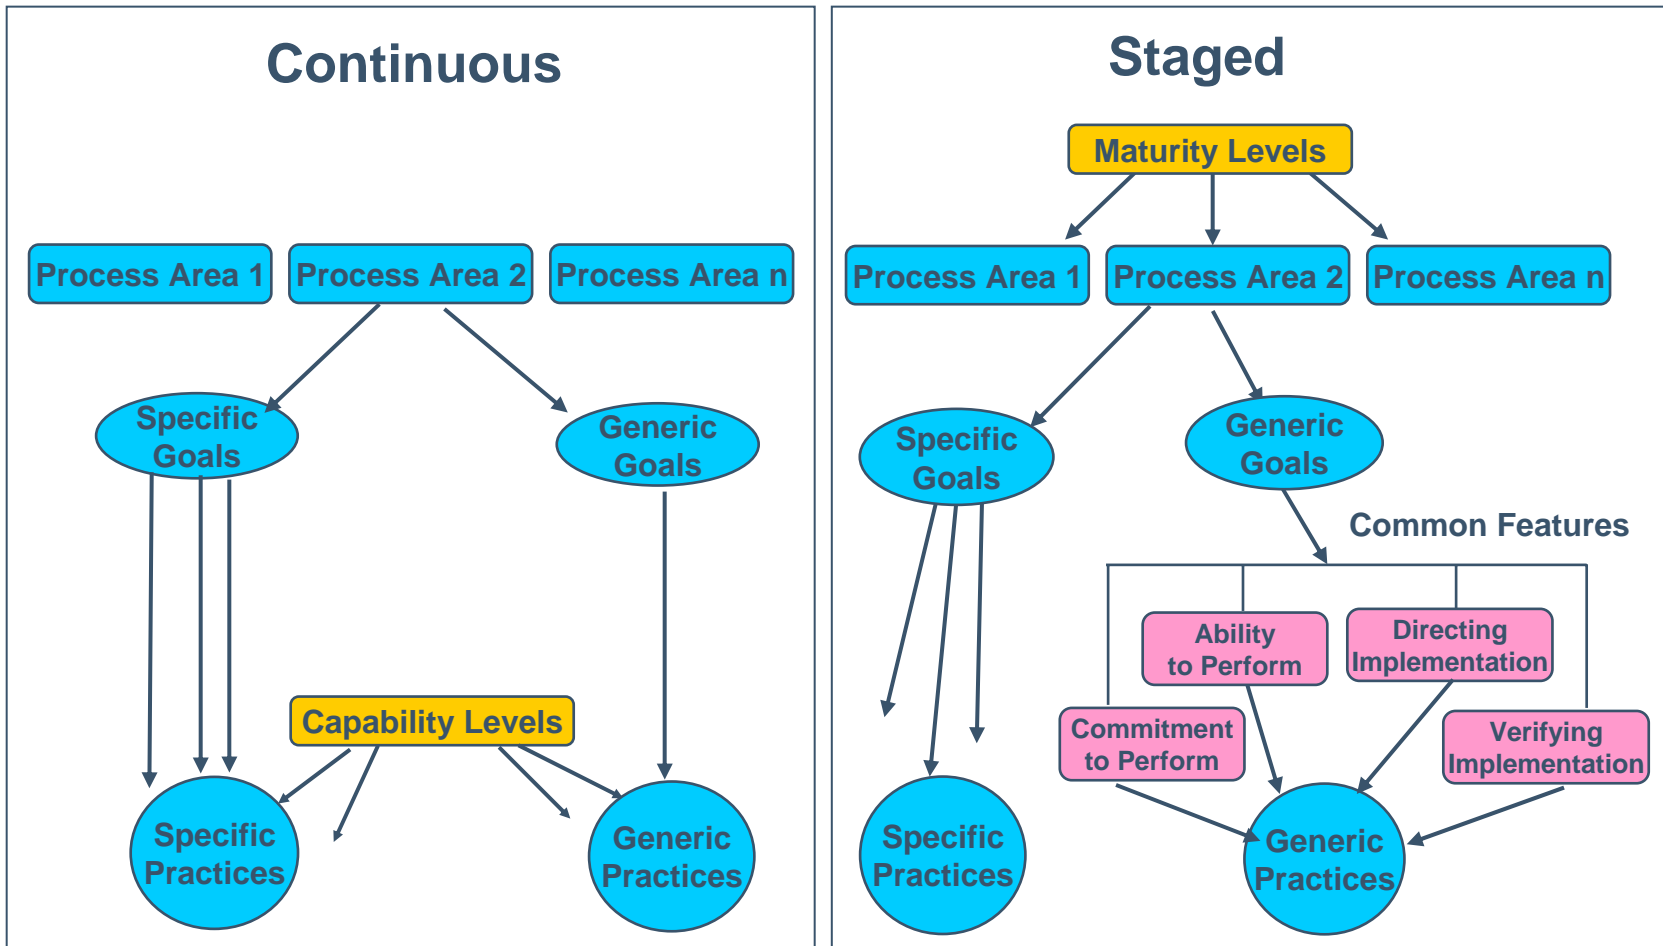 Continuous
Process Area 1
Process Area 2
Process Area n
Specific
Goals
Generic
Goals
Capability Levels
Specific
Practices
Generic
Practices
Staged
Maturity Levels
Process Area 1
Process Area 2
Process Area n
Specific
Goals
Generic
Goals
Common Features
Ability
to Perform
Directing
Implementation
Commitment
to Perform
Verifying
Implementation
Specific
Practices
Generic
Practices